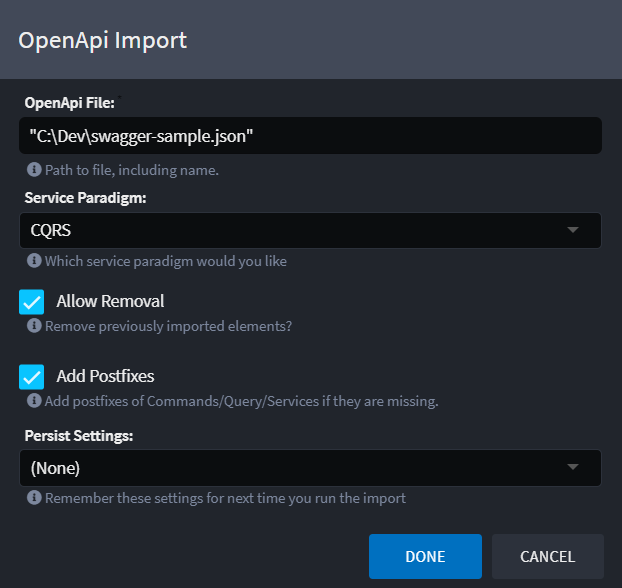 OpenApi Import
OpenApi File:
"C:\Dev\swagger-sample.json"
Path to file, including name.
Service Paradigm:
CQRS
Which service paradigm would you like
Allow Removal
Remove previously imported elements?
Add Postfixes
Add postfixes of Commands/Query/Services if they are missing.
Persist Settings:
(None)
Remember these settings for next time you run the import
DONE
CANCEL